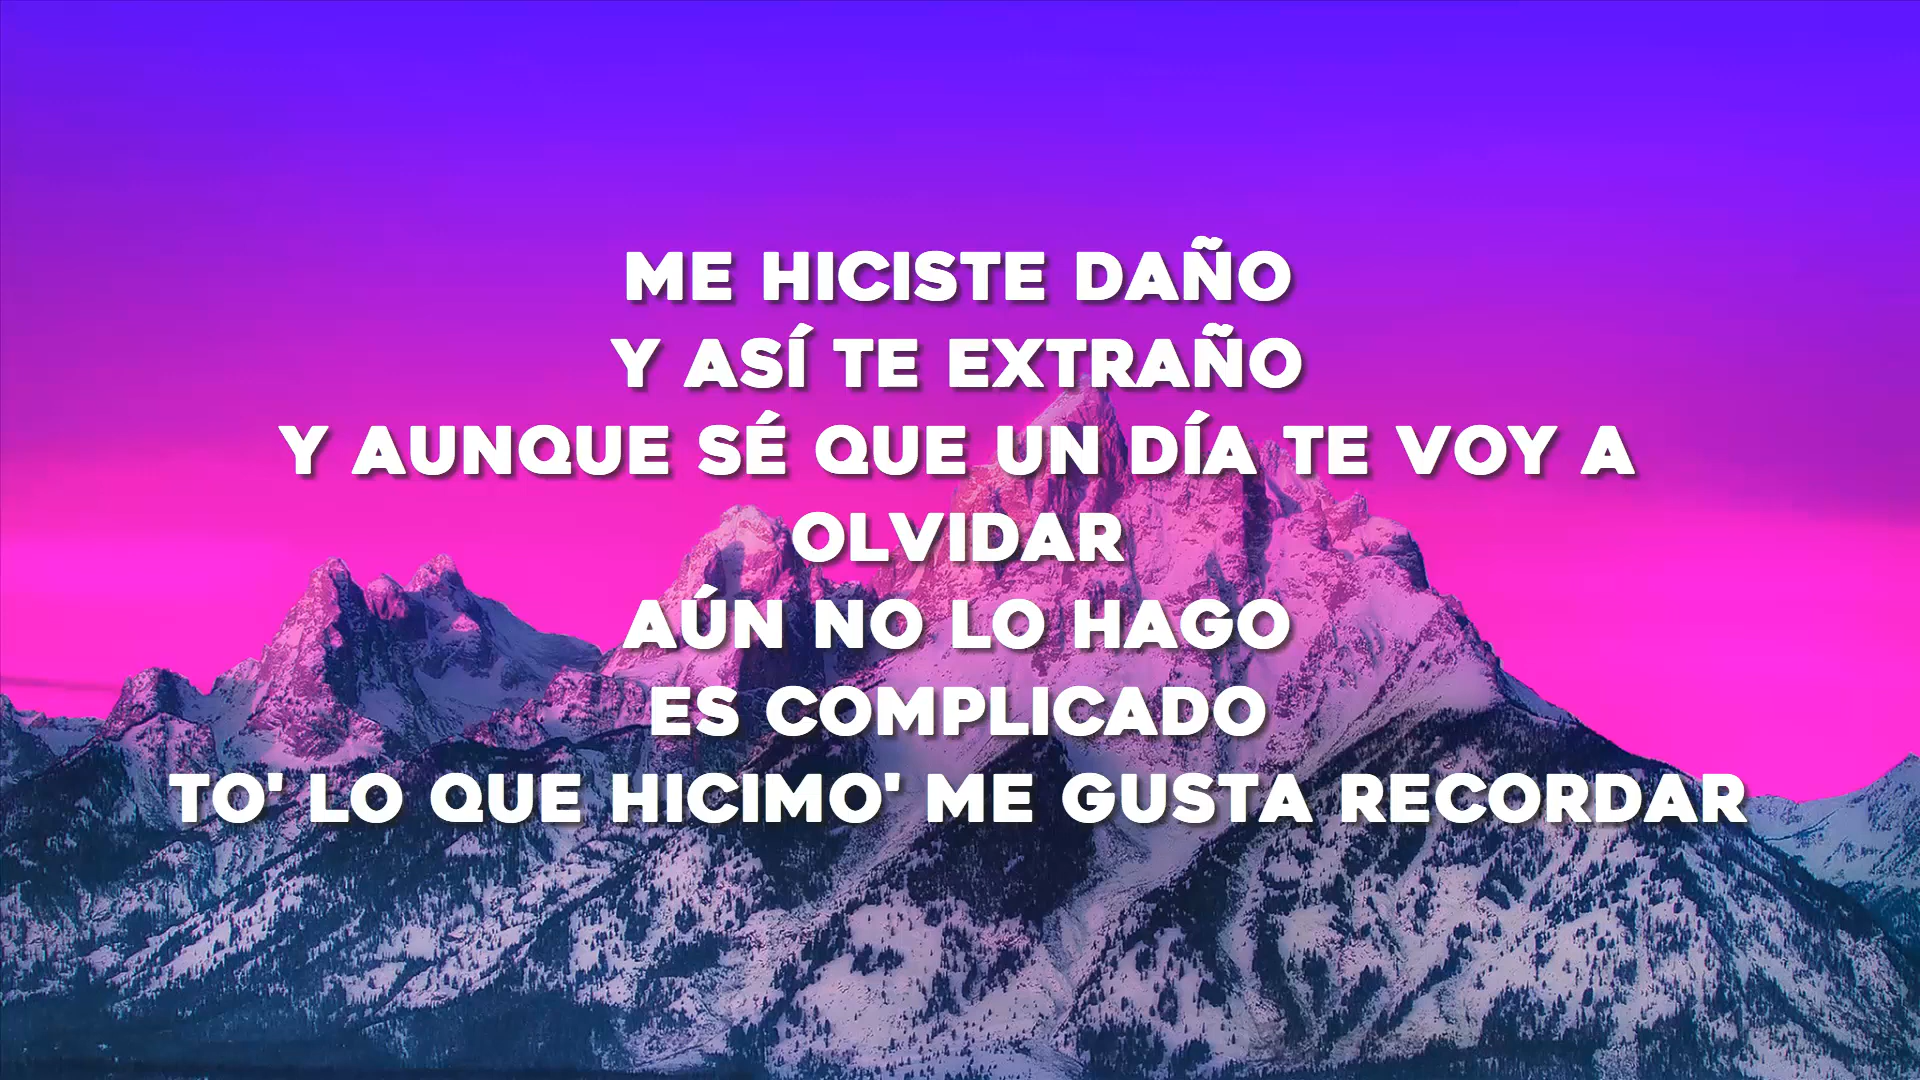 ME HICISTE DAÑO
Y ASÍ TE EXTRAÑO
Y AUNQUE SÉ QUE UN DÍA TE VOY A
OLVIDAR
AÚN NO LO HAGO
ES COMPLICADO
TO' LO QUE HICIMO' ME GUSTA RECORDAR